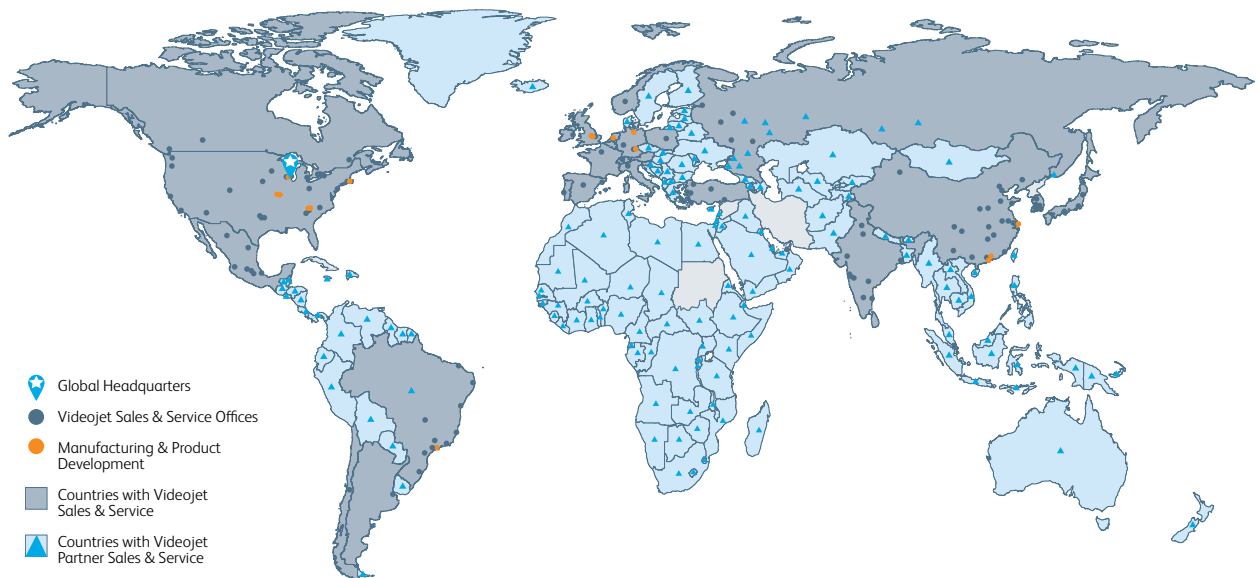 Global Headquarters
Videojet Sales & Service Offices
Manufacturing & Product
Development
Countries with Videojet
Sales & Service
Countries with Videojet
Partner Sales & Service